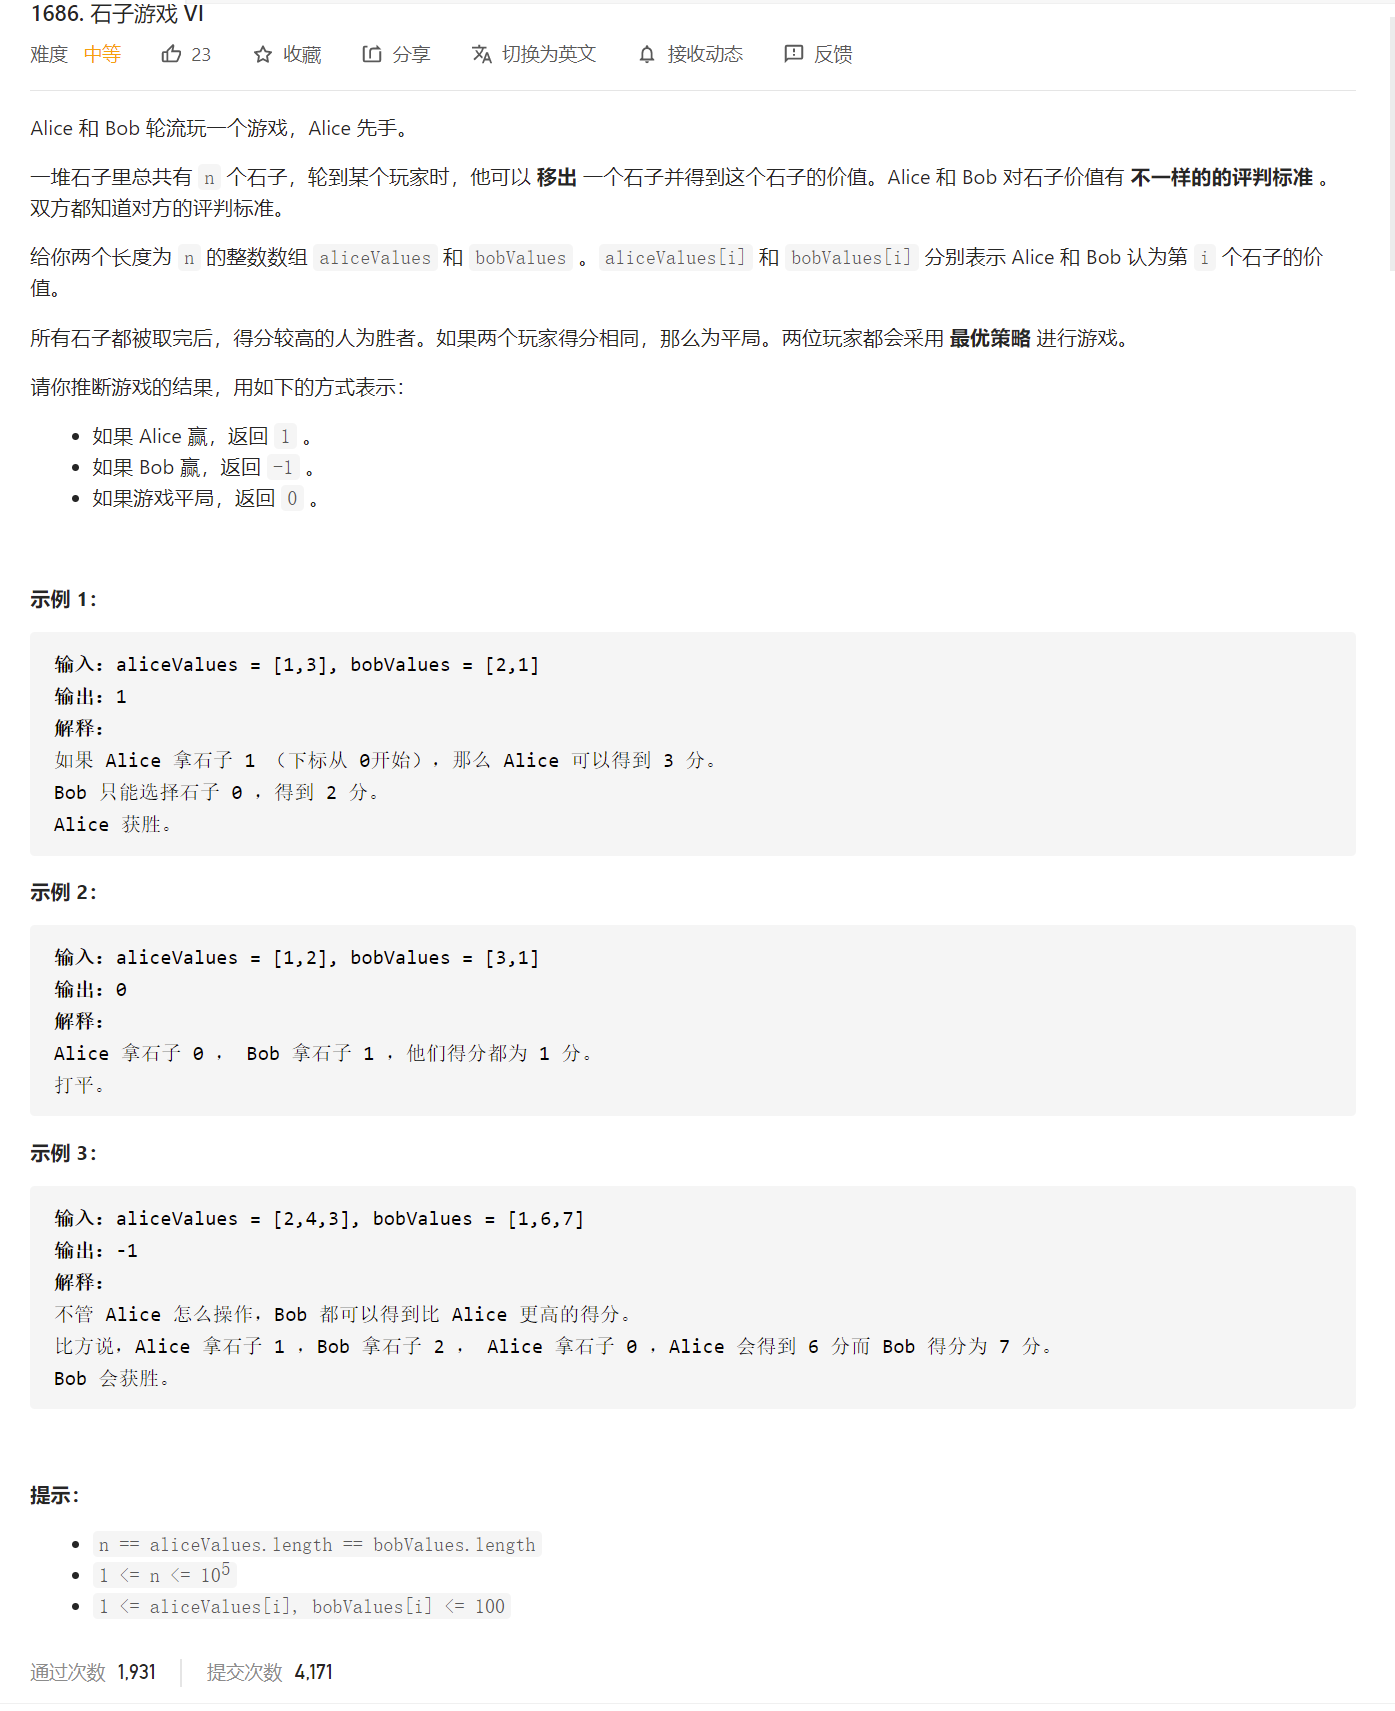 1686. 石子游戏 VI
难度 中等 23 收藏 分享 切换为英文 接收动态 反馈
Alice 和 Bob 轮流玩一个游戏，Alice 先手。
一堆石子里总共有 n 个石子，轮到某个玩家时，他可以 移出 一个石子并得到这个石子的价值。Alice 和 Bob 对石子价值有 不一样的的评判标准 。
双方都知道对方的评判标准。
给你两个长度为 n 的整数数组 aliceValues 和 bobValues 。aliceValues[i] 和 bobValues[i] 分别表示 Alice 和 Bob 认为第 i 个石子的价
值。
所有石子都被取完后，得分较高的人为胜者。如果两个玩家得分相同，那么为平局。两位玩家都会采用 最优策略 进行游戏。
请你推断游戏的结果，用如下的方式表示：
• 如果 Alice 赢，返回 1 。
• 如果 Bob 赢，返回 -1 。
• 如果游戏平局，返回 0 。
示例 1：
输入：aliceValues = [1,3], bobValues = [2,1]
输出：1
解释：
如果 Alice 拿石子 1 （下标从 0开始），那么 Alice 可以得到 3 分。
Bob 只能选择石子 0 ，得到 2 分。
Alice 获胜。
示例 2：
输入：aliceValues = [1,2], bobValues = [3,1]
输出：0
解释：
Alice 拿石子 0 ， Bob 拿石子 1 ，他们得分都为 1 分。
打平。
示例 3：
输入：aliceValues = [2,4,3], bobValues = [1,6,7]
输出：-1
解释：
不管 Alice 怎么操作，Bob 都可以得到比 Alice 更高的得分。
比方说，Alice 拿石子 1 ，Bob 拿石子 2 ， Alice 拿石子 0 ，Alice 会得到 6 分而 Bob 得分为 7 分。
Bob 会获胜。
提示：
• n == aliceValues.length == bobValues.length
• 1 <= n <= 10⁵
• 1 <= aliceValues[i], bobValues[i] <= 100
通过次数 1,931 提交次数 4,171